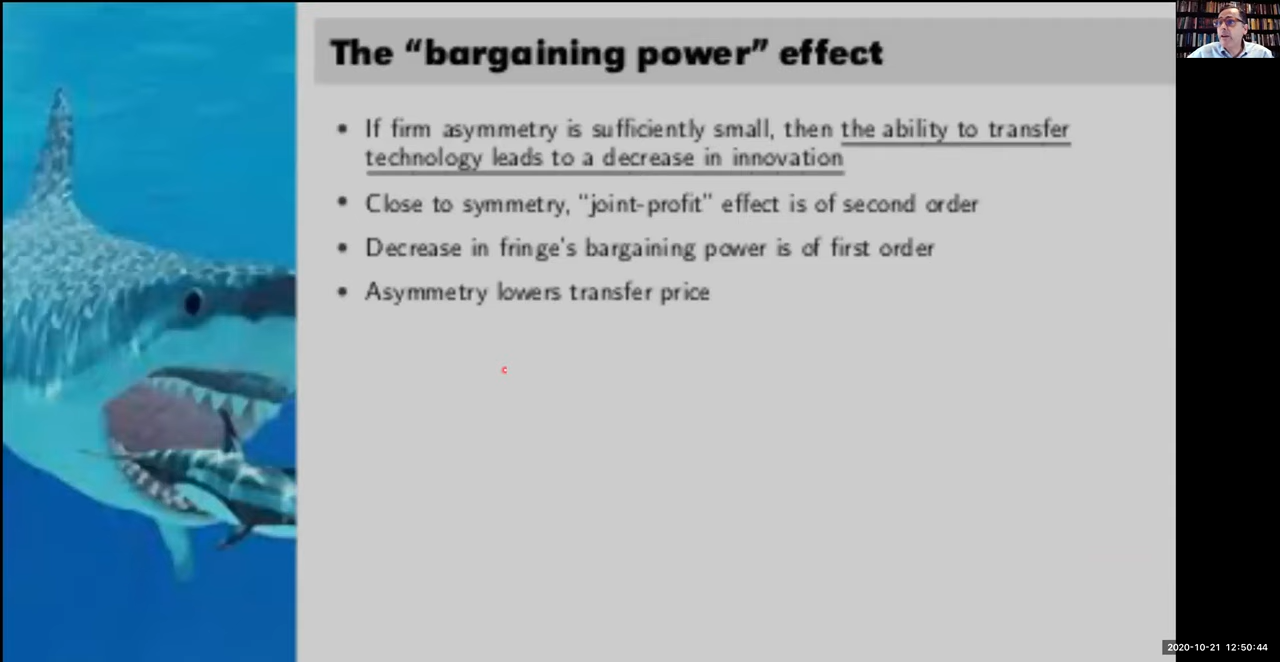 The “bargaining power” effect
• If firm asymmetry is sufficiently small, then the ability to transfer
technology leads to a decrease in innovation
• Close to symmetry, “joint-profit” effect is of second order
• Decrease in fringe's bargaining power is of first order
• Asymmetry lowers transfer price
2020-10-21 12:50:44